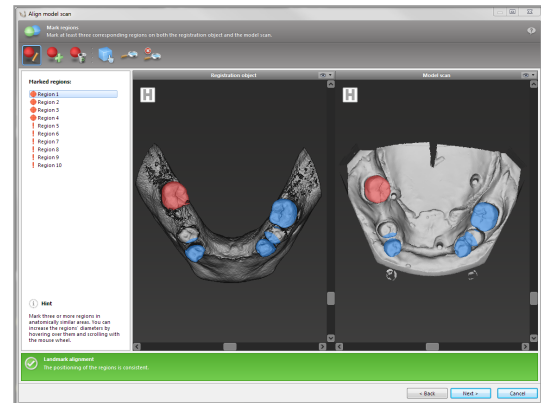 Align model scan
Mark regions
Mark at least three corresponding regions on both the registration object and the model scan.
Marked regions:
Region 1
Region 2
Region 3
Region 4
Region 5
Region 6
Region 7
Region 8
Region 9
Region 10
Registration object
H
Model scan
H
Hint
Mark three or more regions in
anatomically similar areas. You can
increase the regions' diameters by
hovering over them and scrolling with
the mouse wheel.
Landmark alignment
The positioning of the regions is consistent.
< Back
Next >
Cancel